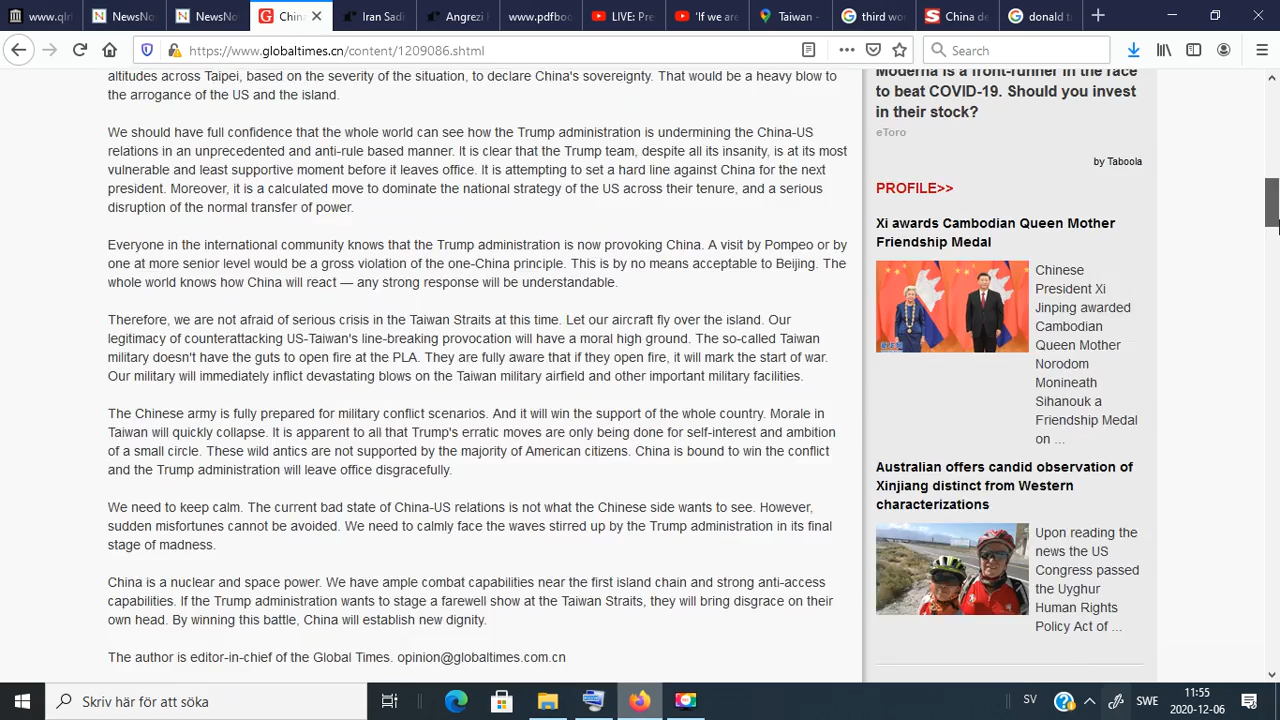 www.qlr
NewsNo
NewsNo
China
Iran Sadi
Angrezi
www.pdfboo
LIVE: Pre
'If we are
Taiwan -
third wor
China de
donald t
https://www.globaltimes.cn/content/1209086.shtml
Search
altitudes across Taipei, based on the severity of the situation, to declare China's sovereignty. That would be a heavy blow to
the arrogance of the US and the island.
We should have full confidence that the whole world can see how the Trump administration is undermining the China-US
relations in an unprecedented and anti-rule based manner. It is clear that the Trump team, despite all its insanity, is at its most
vulnerable and least supportive moment before it leaves office. It is attempting to set a hard line against China for the next
president. Moreover, it is a calculated move to dominate the national strategy of the US across their tenure, and a serious
disruption of the normal transfer of power.
Everyone in the international community knows that the Trump administration is now provoking China. A visit by Pompeo or by
one at more senior level would be a gross violation of the one-China principle. This is by no means acceptable to Beijing. The
whole world knows how China will react — any strong response will be understandable.
Therefore, we are not afraid of serious crisis in the Taiwan Straits at this time. Let our aircraft fly over the island. Our
legitimacy of counterattacking US-Taiwan's line-breaking provocation will have a moral high ground. The so-called Taiwan
military doesn't have the guts to open fire at the PLA. They are fully aware that if they open fire, it will mark the start of war.
Our military will immediately inflict devastating blows on the Taiwan military airfield and other important military facilities.
The Chinese army is fully prepared for military conflict scenarios. And it will win the support of the whole country. Morale in
Taiwan will quickly collapse. It is apparent to all that Trump's erratic moves are only being done for self-interest and ambition
of a small circle. These wild antics are not supported by the majority of American citizens. China is bound to win the conflict
and the Trump administration will leave office disgracefully.
We need to keep calm. The current bad state of China-US relations is not what the Chinese side wants to see. However,
sudden misfortunes cannot be avoided. We need to calmly face the waves stirred up by the Trump administration in its final
stage of madness.
China is a nuclear and space power. We have ample combat capabilities near the first island chain and strong anti-access
capabilities. If the Trump administration wants to stage a farewell show at the Taiwan Straits, they will bring disgrace on their
own head. By winning this battle, China will establish new dignity.
The author is editor-in-chief of the Global Times. opinion@globaltimes.com.cn
Moderna is a front-runner in the race
to beat COVID-19. Should you invest
in their stock?
eToro
by Taboola
PROFILE>>
Xi awards Cambodian Queen Mother
Friendship Medal
Chinese
President Xi
Jinping awarded
Cambodian
Queen Mother
Norodom
Monineath
Sihanouk a
Friendship Medal
on ...
Australian offers candid observation of
Xinjiang distinct from Western
characterizations
Upon reading the
news the US
Congress passed
the Uyghur
Human Rights
Policy Act of ...
Skriv här för att söka
SV
SWE
11:55
2020-12-06